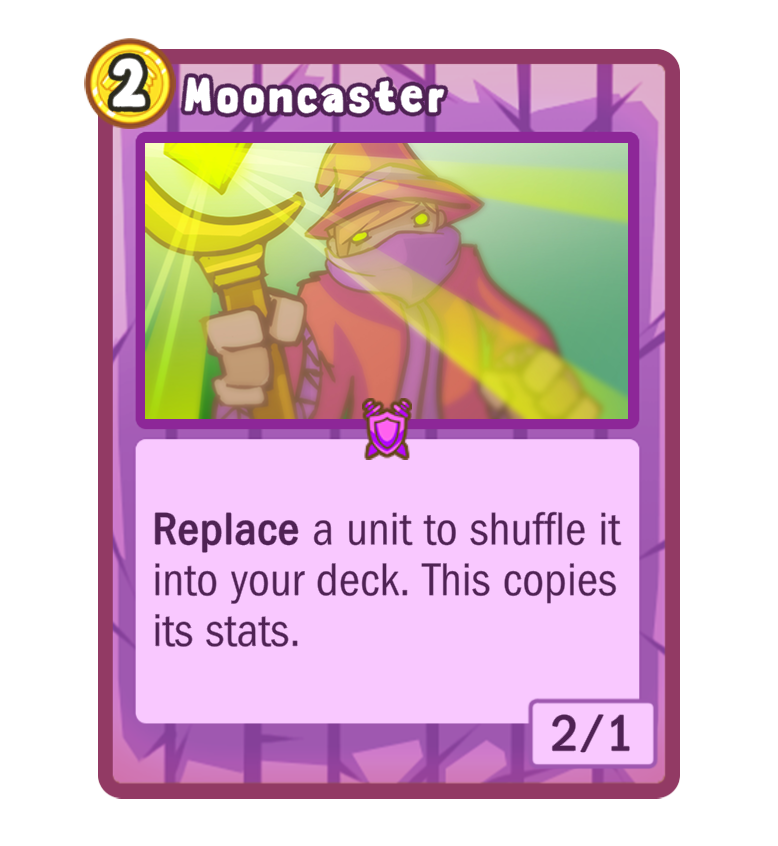 2
Mooncaster
Replace a unit to shuffle it
into your deck. This copies
its stats.
2/1